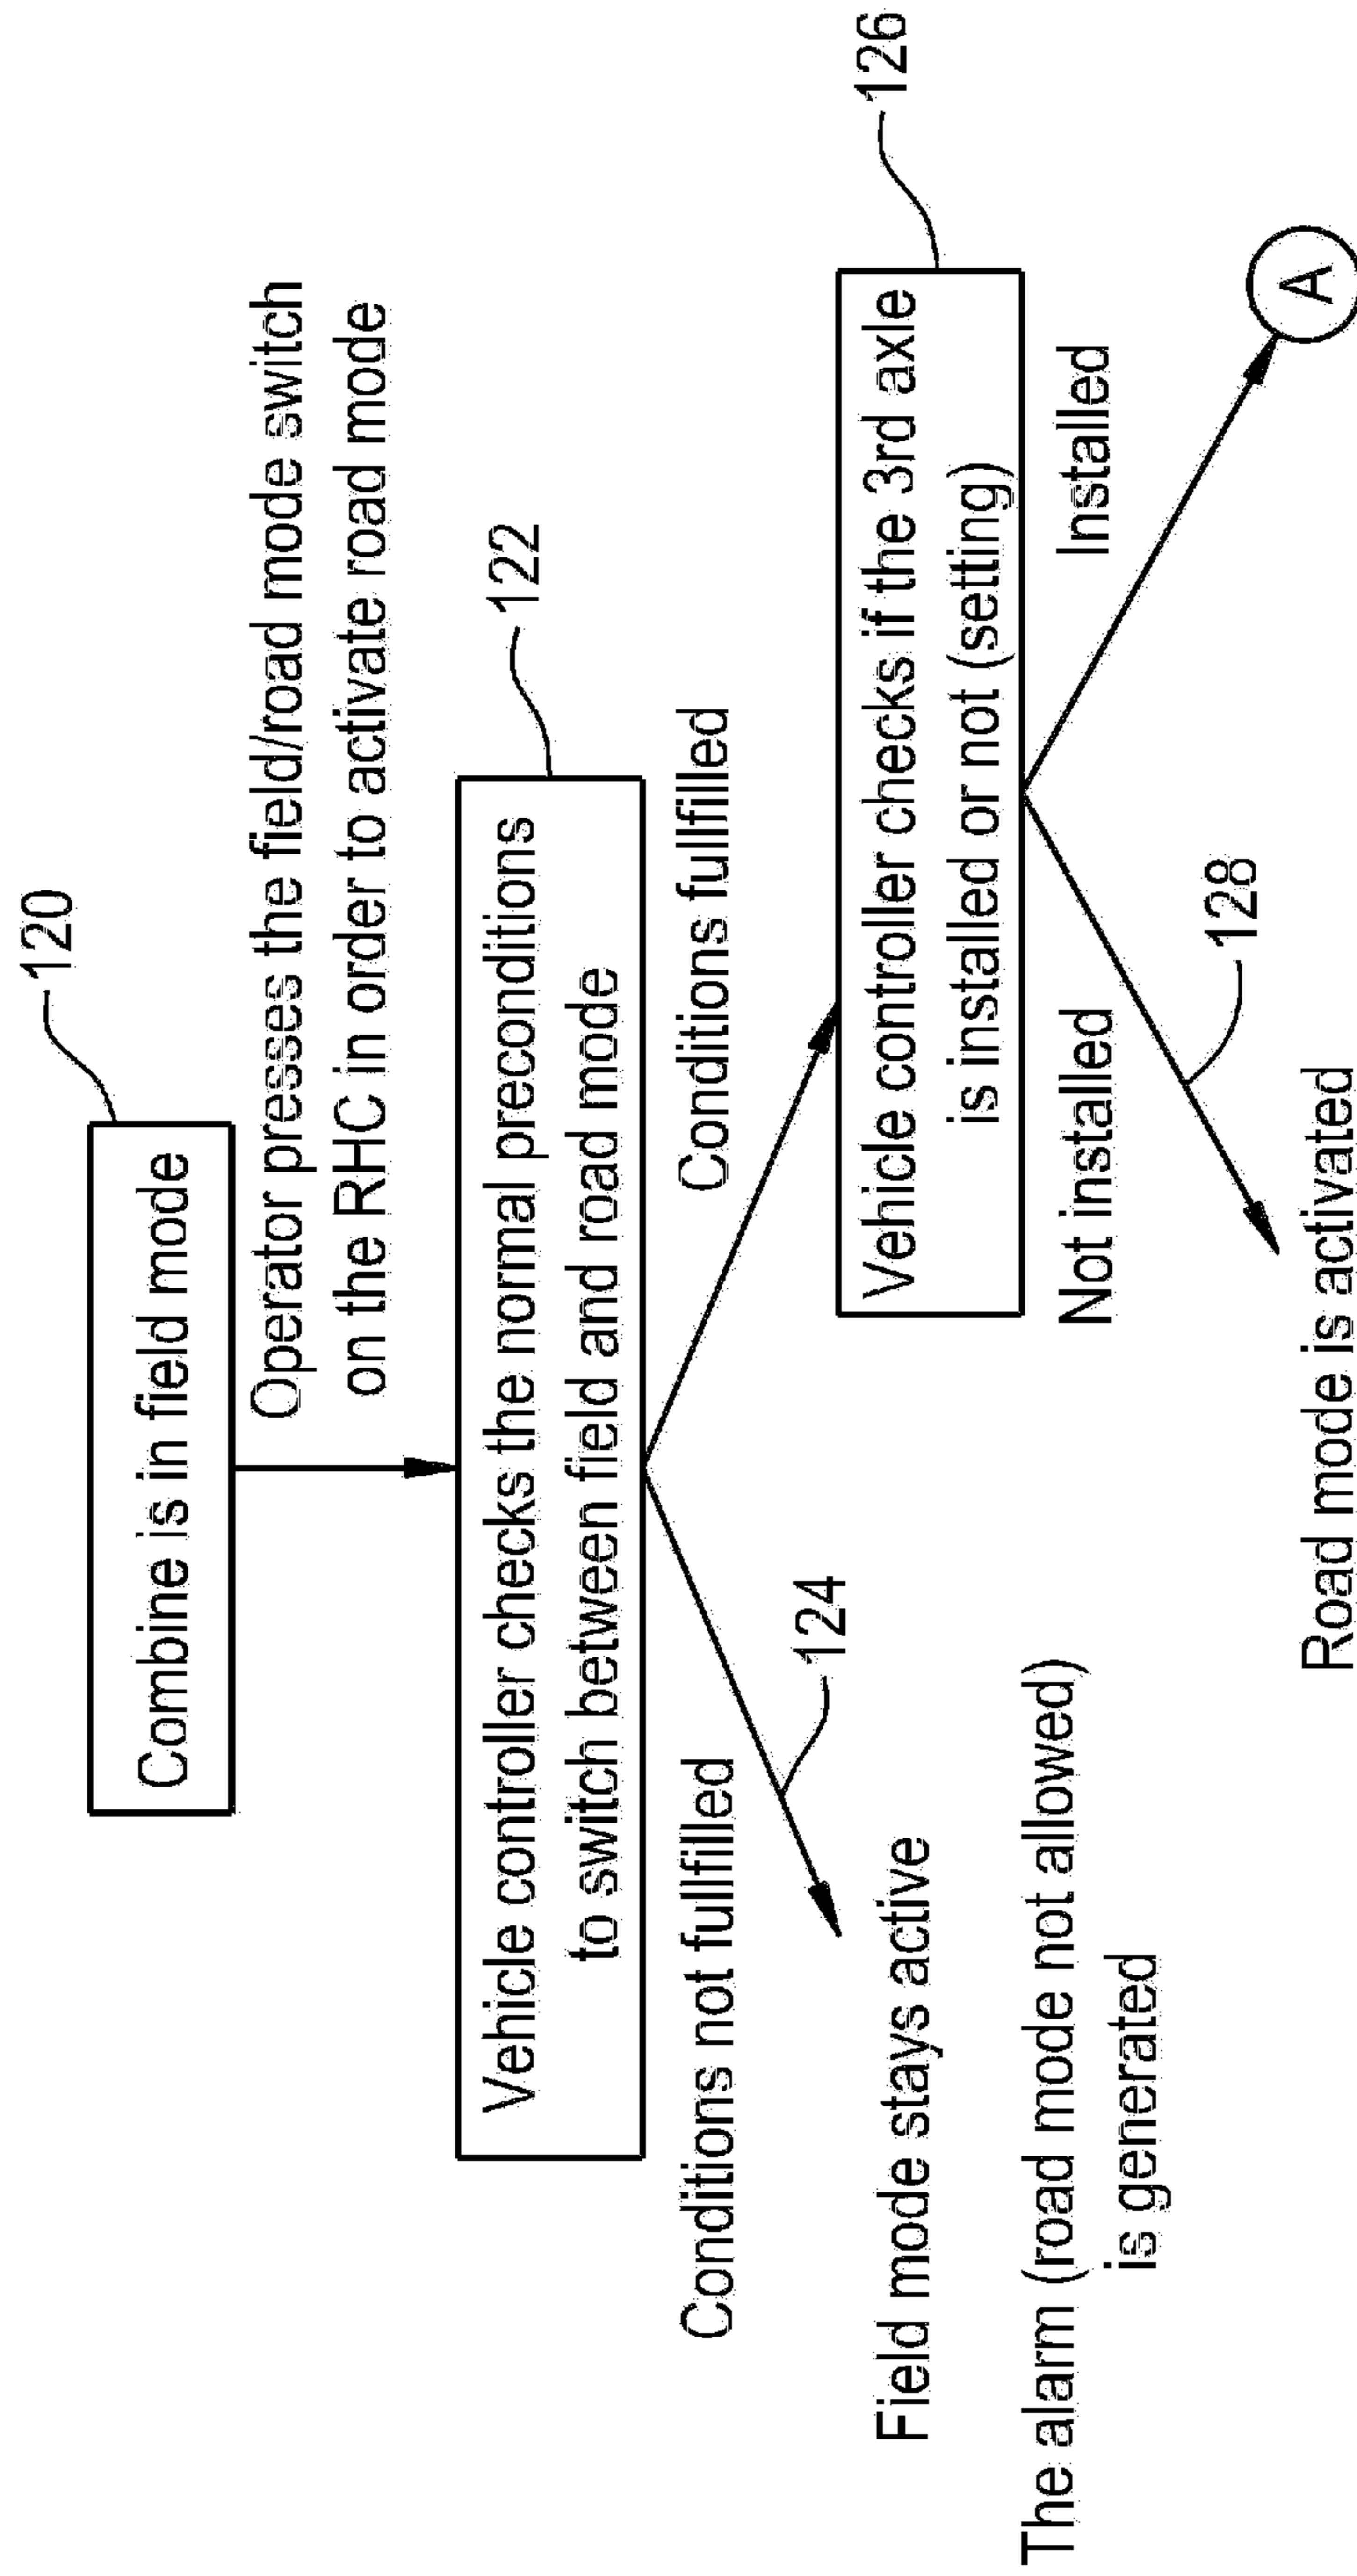 120
Combine is in field mode
Operator presses the field/road mode switch
on the RHC in order to activate road mode
122
Vehicle controller checks the normal preconditions
to switch between field and road mode
Conditions not fullfilled
Conditions fullfilled
124
126
Field mode stays active
Vehicle controller checks if the 3rd axle
is installed or not (setting)
The alarm (road mode not allowed)
is generated
Not installed
Installed
128
Road mode is activated
A